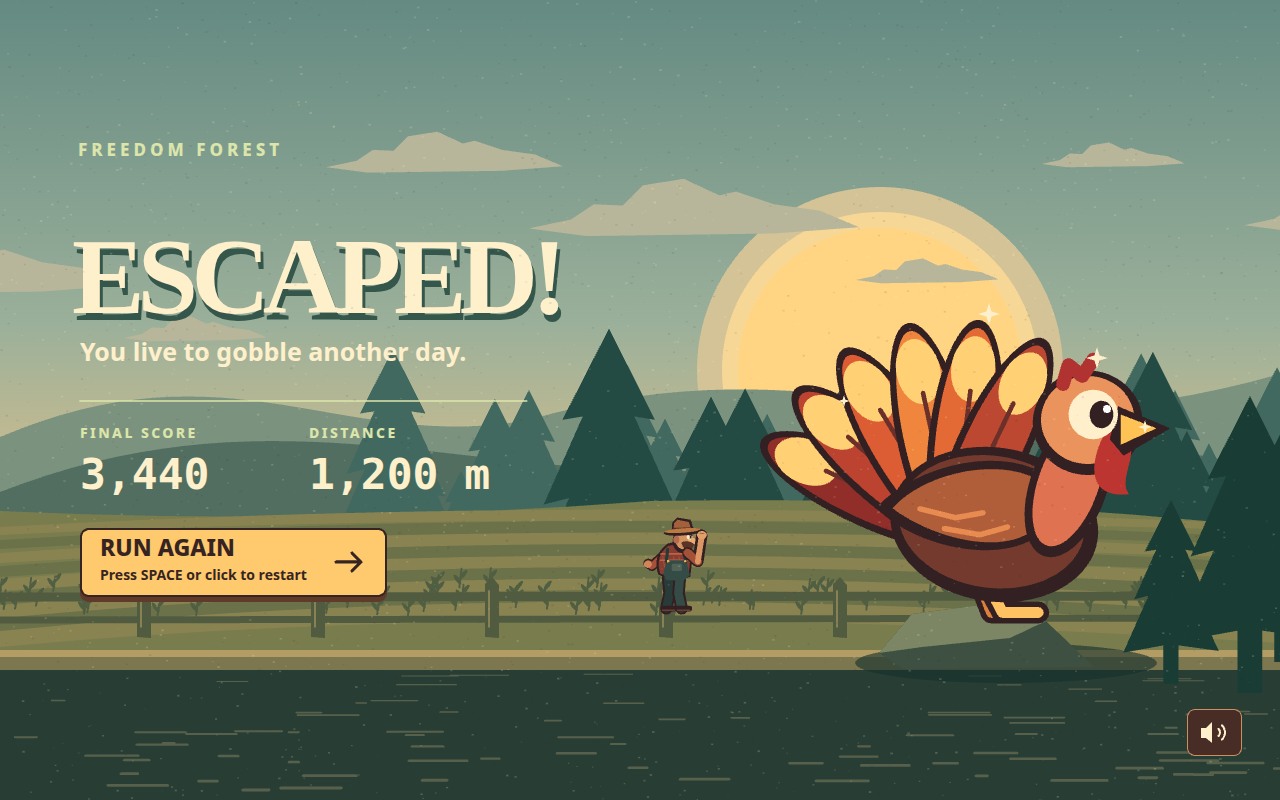 FREEDOM FOREST
ESCAPED!
You live to gobble another day.
FINAL SCORE
3,440
DISTANCE
1,200 m
RUN AGAIN
Press SPACE or click to restart